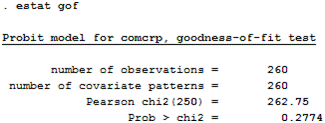 . estat gof
Probit model for comcrp, goodness-of-fit test
number of observations = 260
number of covariate patterns = 260
Pearson chi2(250) = 262.75
Prob > chi2 = 0.2774